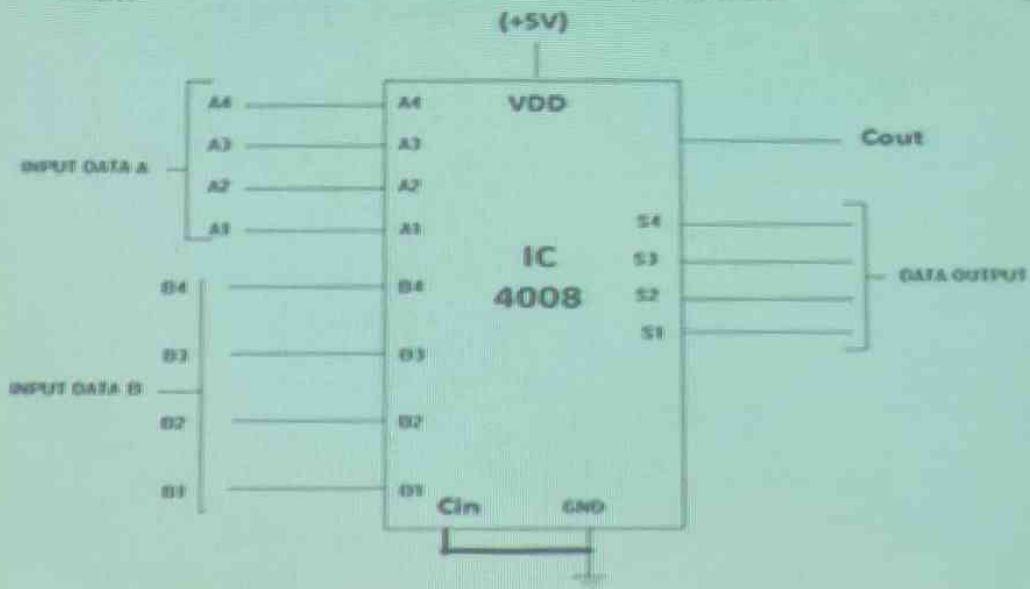 (+5V)
VDD
A4
A3
A2
A1
INPUT DATA A
A4
A3
A2
A1
B4
B3
B2
B1
INPUT DATA B
B4
B3
B2
B1
IC
4008
Cin
GND
Cout
S4
S3
S2
S1
DATA OUTPUT